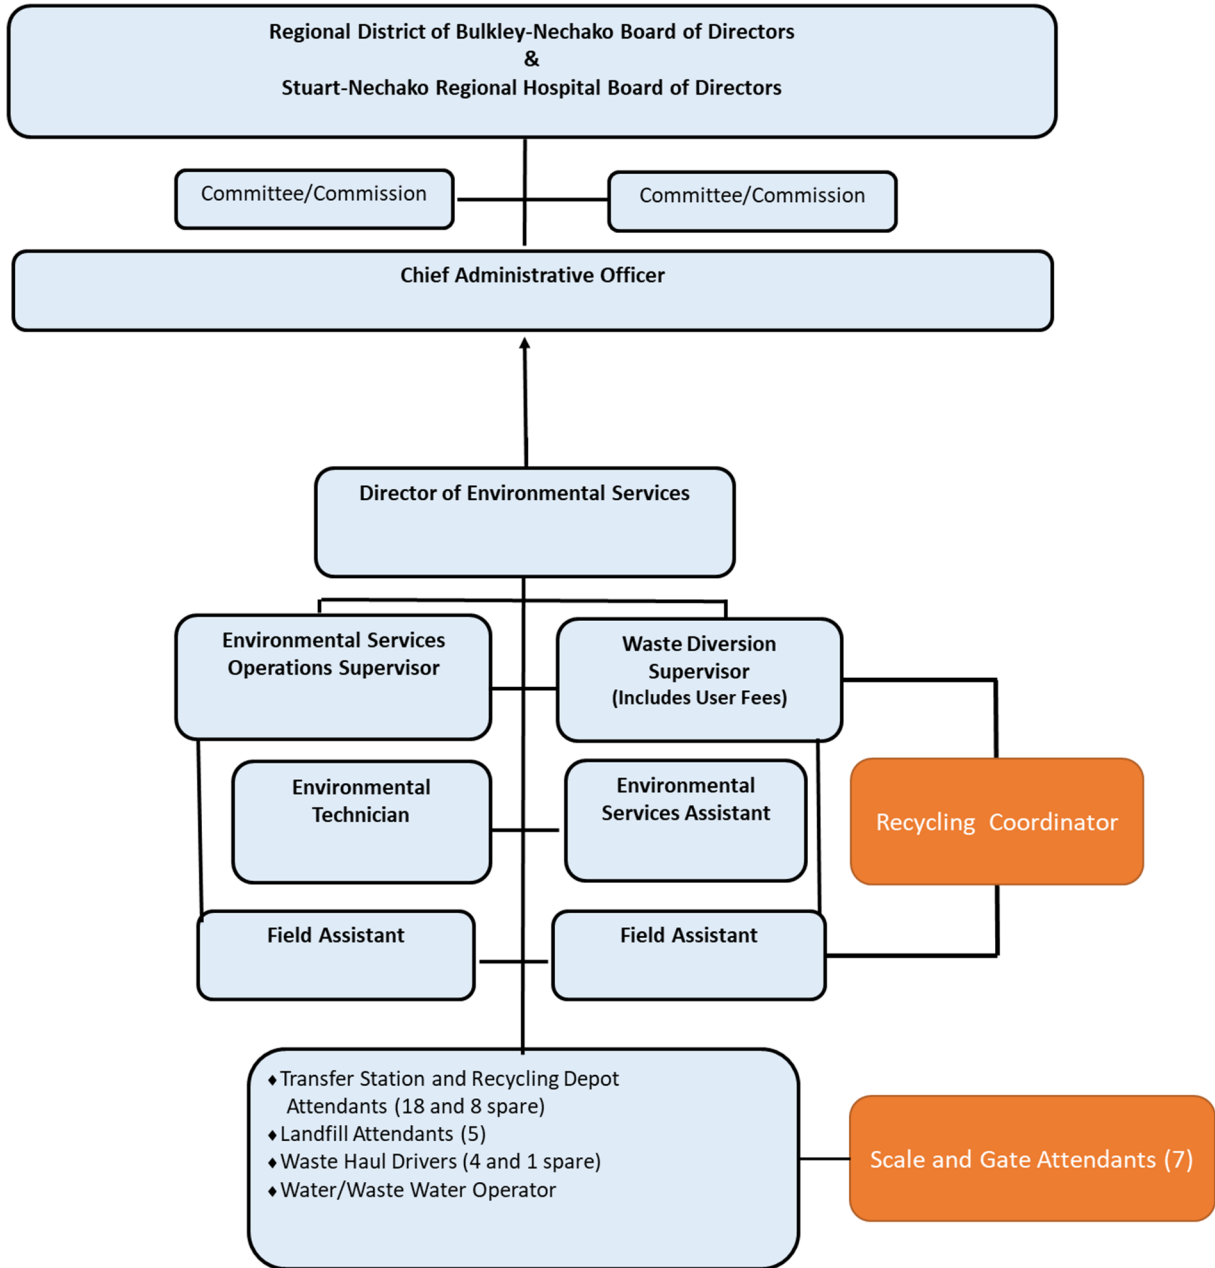 Regional District of Bulkley-Nechako Board of Directors
&
Stuart-Nechako Regional Hospital Board of Directors
Committee/Commission
Committee/Commission
Chief Administrative Officer
Director of Environmental Services
Environmental Services
Operations Supervisor
Waste Diversion
Supervisor
(Includes User Fees)
Environmental
Technician
Environmental
Services Assistant
Recycling Coordinator
Field Assistant
Field Assistant
♦Transfer Station and Recycling Depot
Attendants (18 and 8 spare)
♦Landfill Attendants (5)
♦Waste Haul Drivers (4 and 1 spare)
♦Water/Waste Water Operator
Scale and Gate Attendants (7)